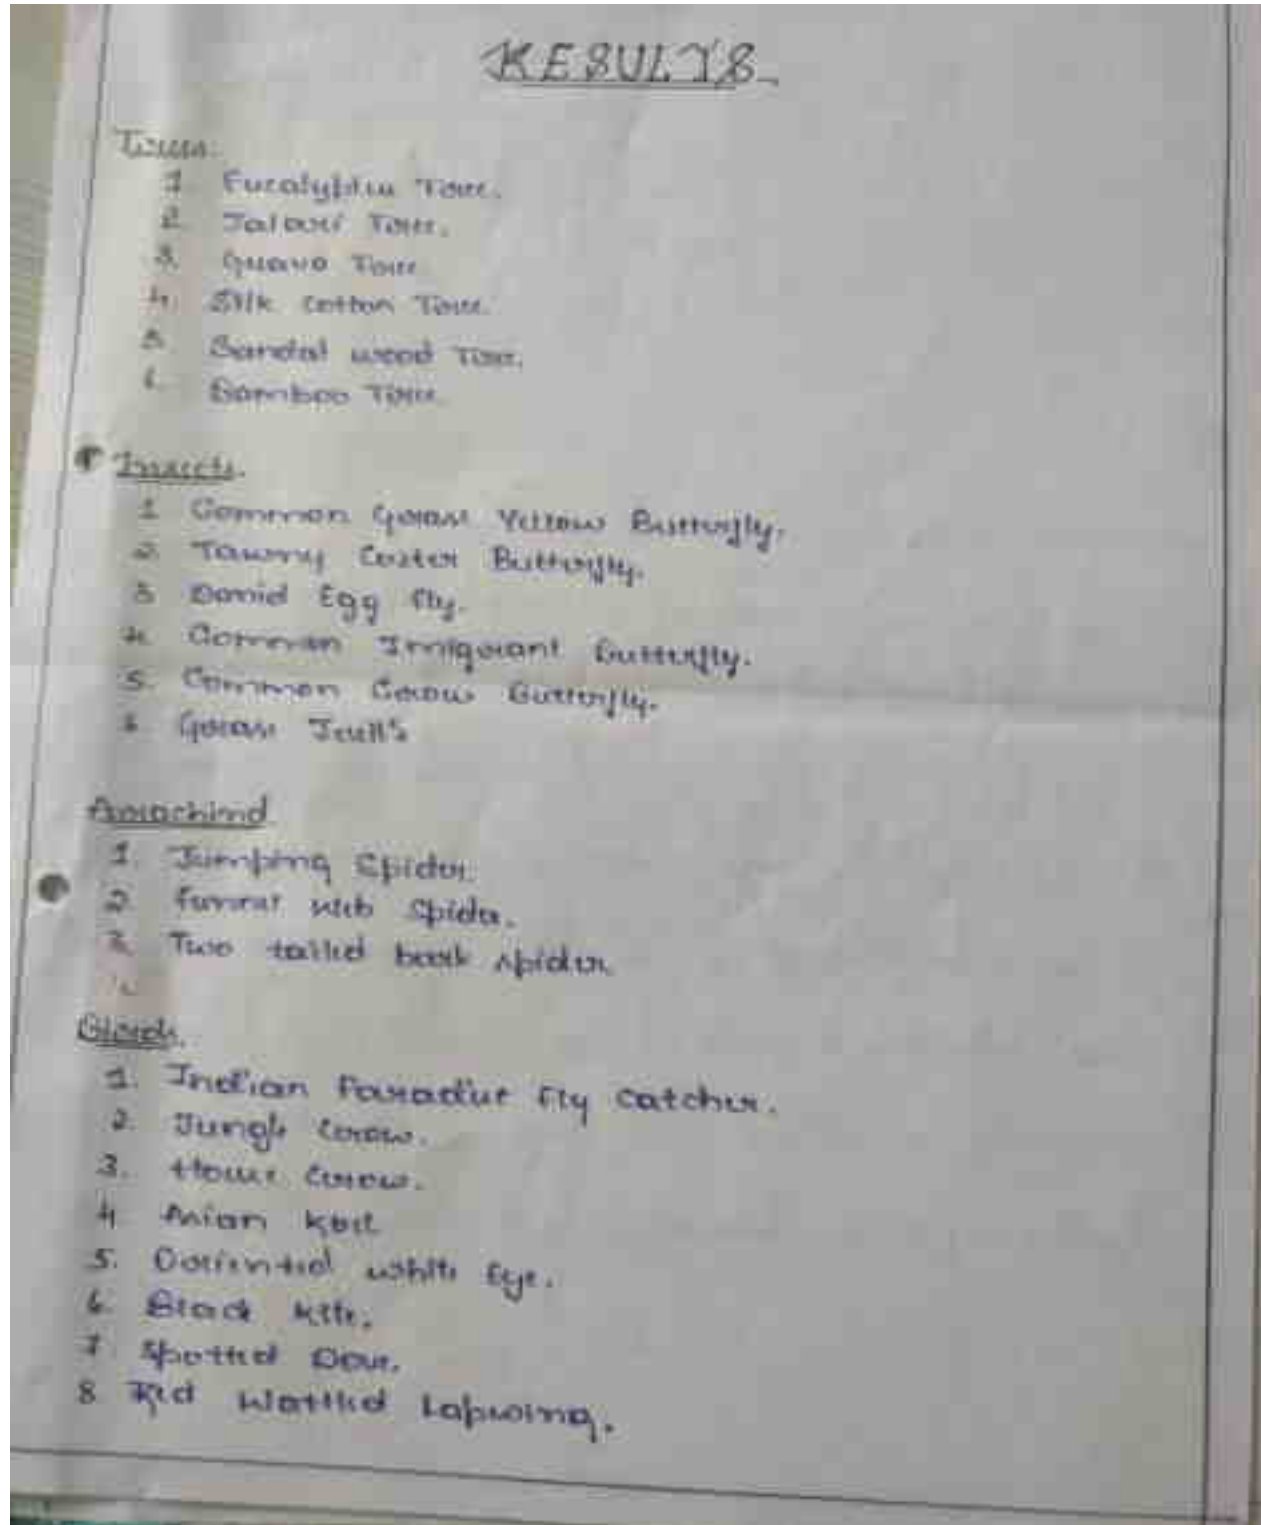 RESULTS
Trees:
1. Eucalyptus Tree.
2. Jalari Tree.
3. Guava Tree
4. Silk Cotton Tree.
5. Sandal wood Tree.
6. Bamboo Tree.
Insects.
1 Common Grass Yellow Butterfly.
2. Tawny Coster Butterfly.
3 Danid Egg fly.
4. Common Imigrant Butterfly.
5. Common Crow Butterfly.
6 Grass
Arachind
1. Jumping Spider.
2. funnel web Spider.
3. Two tailed bark spider
Birds.
1. Indian Paradise fly catcher.
2. Jungle Crow.
3. House Crow.
4 Asian koel
5. Oriental white Eye.
6. Black kite.
7. Spotted Dove.
8. Red Wattled Lapwing.